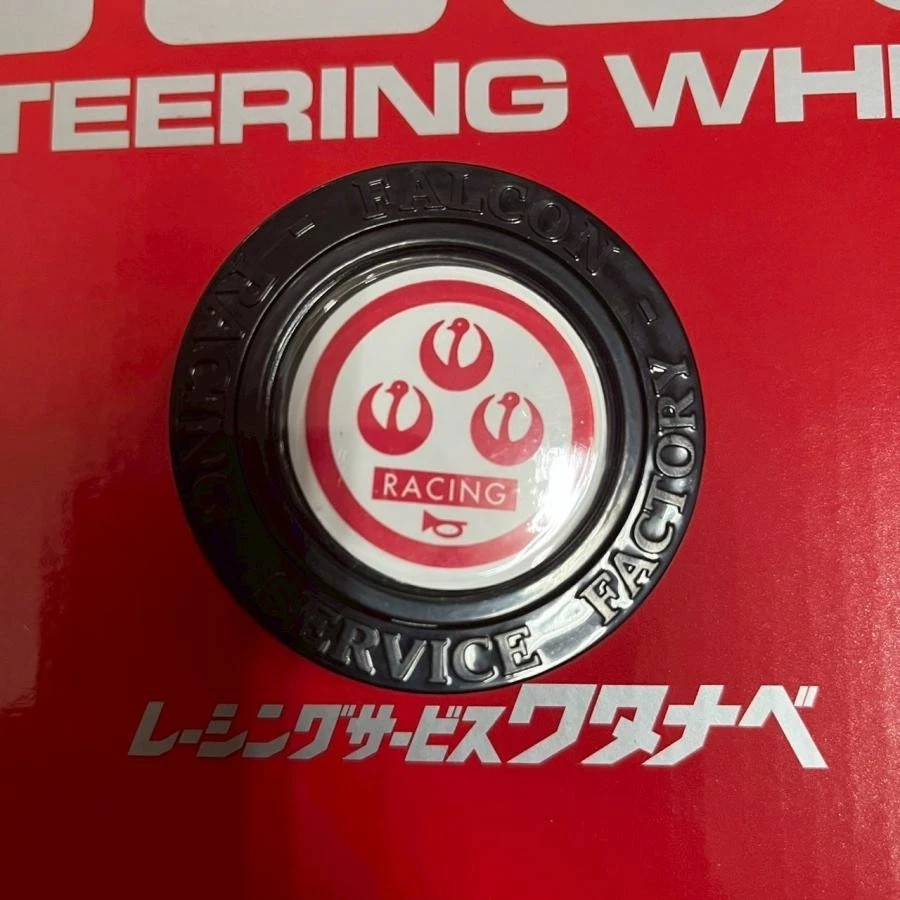 TEERING WH
- FALCON -
RACING SERVICE FACTORY
RACING
レーシングサービスワタナベ